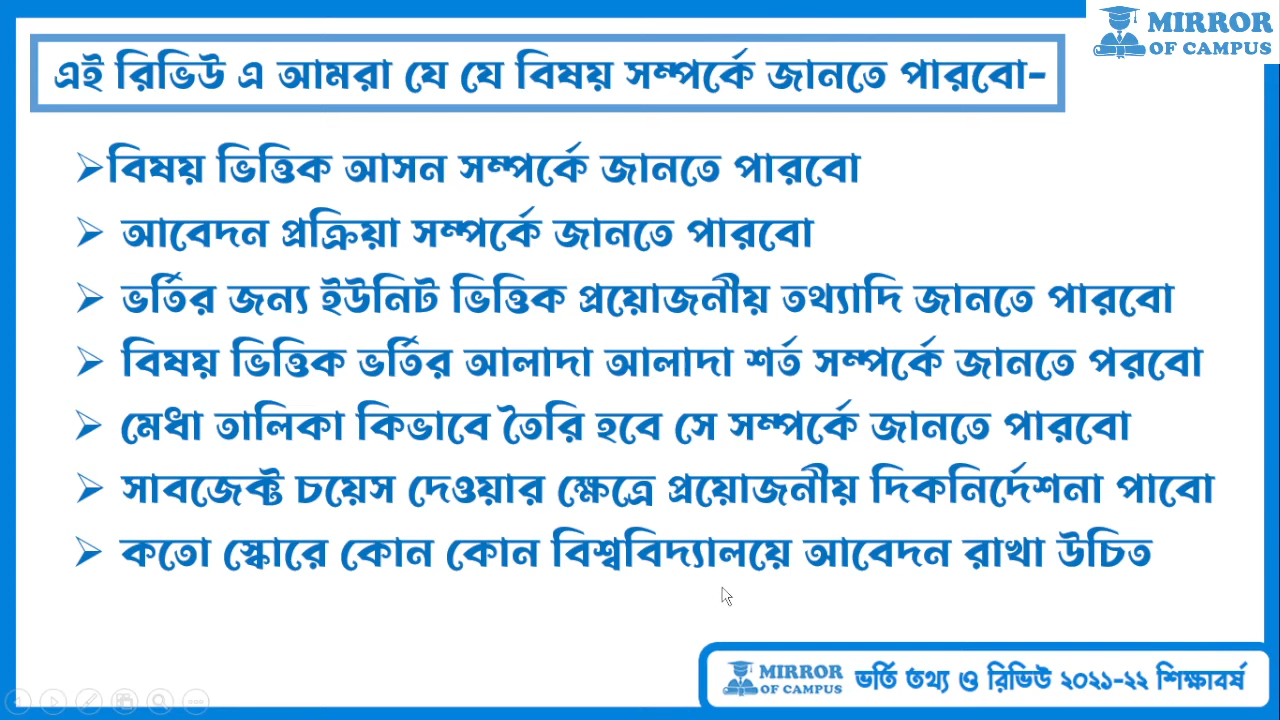 MIRROR
OF CAMPUS
এই রিভিউ এ আমরা যে যে বিষয় সম্পর্কে জানতে পারবো-
বিষয় ভিত্তিক আসন সম্পর্কে জানতে পারবো
আবেদন প্রক্রিয়া সম্পর্কে জানতে পারবো
ভর্তির জন্য ইউনিট ভিত্তিক প্রয়োজনীয় তথ্যাদি জানতে পারবো
বিষয় ভিত্তিক ভর্তির আলাদা আলাদা শর্ত সম্পর্কে জানতে পরবো
মেধা তালিকা কিভাবে তৈরি হবে সে সম্পর্কে জানতে পারবো
সাবজেক্ট চয়েস দেওয়ার ক্ষেত্রে প্রয়োজনীয় দিকনির্দেশনা পাবো
কতো স্কোরে কোন কোন বিশ্ববিদ্যালয়ে আবেদন রাখা উচিত
MIRROR
OF CAMPUS
ভর্তি তথ্য ও রিভিউ ২০২১-২২ শিক্ষাবর্ষ